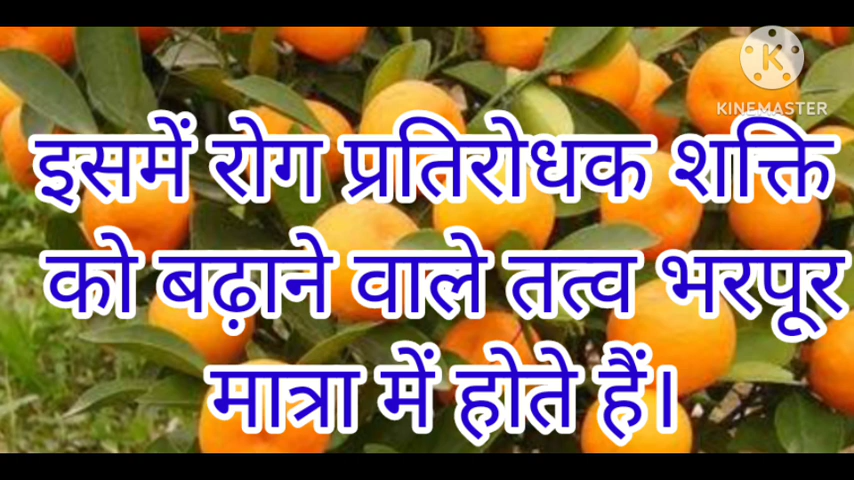 KINEMASTER
इसमें रोग प्रतिरोधक शक्ति
को बढ़ाने वाले तत्व भरपूर
मात्रा में होते हैं।